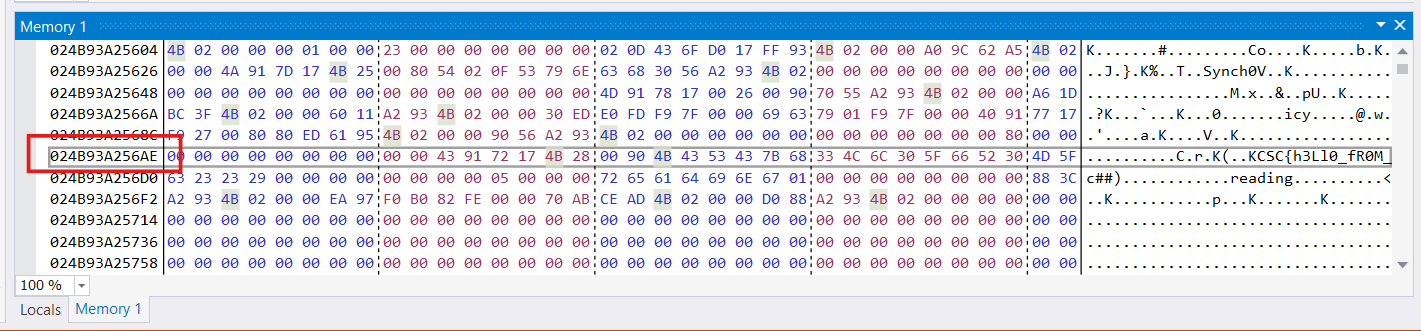 Memory 1
024B93A25604 4B 02 00 00 00 01 00 00 23 00 00 00 00 00 00 00 02 0D 43 6F D0 17 FF 93 4B 02 00 00 A0 9C 62 A5 4B 02 K.......#.........Co....K.....b.K.
024B93A25626 00 00 4A 91 7D 17 4B 25 00 80 54 02 0F 53 79 6E 63 68 30 56 A2 93 4B 02 00 00 00 00 00 00 00 00 00 00 ..J.}.K%..T..Synch0V..K...........
024B93A25648 00 00 00 00 00 00 00 00 00 00 00 00 00 00 00 00 4D 91 78 17 00 26 00 90 70 55 A2 93 4B 02 00 00 A6 1D ................M.x..&..pU..K.....
024B93A2566A BC 3F 4B 02 00 00 60 11 A2 93 4B 02 00 00 30 ED E0 FD F9 7F 00 00 69 63 79 01 F9 7F 00 00 40 91 77 17 .?K...`...K...0.......icy.....@.w.
024B93A2568C F9 27 00 80 80 ED 61 95 4B 02 00 00 90 56 A2 93 4B 00 00 00 00 00 00 00 00 00 00 00 00 00 80 00 00 00 .'....a.K....V..K.................
024B93A256AE 00 00 00 00 00 00 00 00 00 00 43 91 72 17 4B 28 00 90 4B 43 53 43 7B 68 33 4C 6C 30 5F 66 52 30 4D 5F ..........C.r.K(..KCSC{h3Ll0_fR0M_
024B93A256D0 63 23 23 29 00 00 00 00 00 00 00 00 05 00 00 00 72 65 61 64 69 6E 67 01 00 00 00 00 00 00 00 00 88 3C c##)............reading..........<
024B93A256F2 A2 93 4B 02 00 00 EA 97 F0 B0 82 FE 00 00 70 AB CE AD 4B 02 00 00 D0 88 A2 93 4B 02 00 00 00 00 00 00 ..K...........p...K.......K.......
024B93A25714 00 00 00 00 00 00 00 00 00 00 00 00 00 00 00 00 00 00 00 00 00 00 00 00 00 00 00 00 00 00 00 00 00 00 ..................................
024B93A25736 00 00 00 00 00 00 00 00 00 00 00 00 00 00 00 00 00 00 00 00 00 00 00 00 00 00 00 00 00 00 00 00 00 00 ..................................
024B93A25758 00 00 00 00 00 00 00 00 00 00 00 00 00 00 00 00 00 00 00 00 00 00 00 00 00 00 00 00 00 00 00 00 00 00 ..................................
100 %
Locals Memory 1